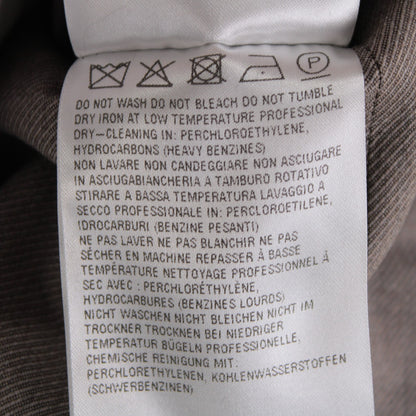 P
DO NOT WASH DO NOT BLEACH DO NOT TUMBLE
DRY IRON AT LOW TEMPERATURE PROFESSIONAL
DRY-CLEANING IN: PERCHLOROETHYLENE,
HYDROCARBONS (HEAVY BENZINES)
NON LAVARE NON CANDEGGIARE NON ASCIUGARE
IN ASCIUGABIANCHERIA A TAMBURO ROTATIVO
STIRARE A BASSA TEMPERATURA LAVAGGIO A
SECCO PROFESSIONALE IN: PERCLOROETILENE,
IDROCARBURI (BENZINE PESANTI)
NE PAS LAVER NE PAS BLANCHIR NE PAS
SÉCHER EN MACHINE REPASSER À BASSE
TEMPÉRATURE NETTOYAGE PROFESSIONNEL À
SEC AVEC : PERCHLORÉTHYLÈNE,
HYDROCARBURES (BENZINES LOURDS)
NICHT WASCHEN NICHT BLEICHEN NICHT IM
TROCKNER TROCKNEN BEI NIEDRIGER
TEMPERATUR BÜGELN PROFESSIONELLE,
CHEMISCHE REINIGUNG MIT:
PERCHLORETHYLENEN, KOHLENWASSERSTOFFEN
(SCHWERBENZINEN)